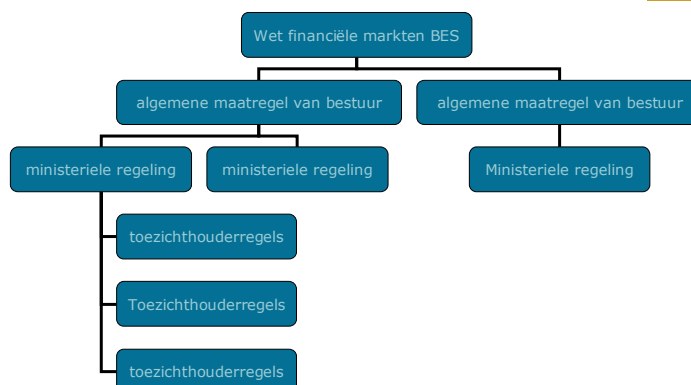 Wet financiële markten BES
algemene maatregel van bestuur
algemene maatregel van bestuur
ministeriele regeling
ministeriele regeling
Ministeriele regeling
toezichthouderregels
Toezichthouderregels
toezichthouderregels